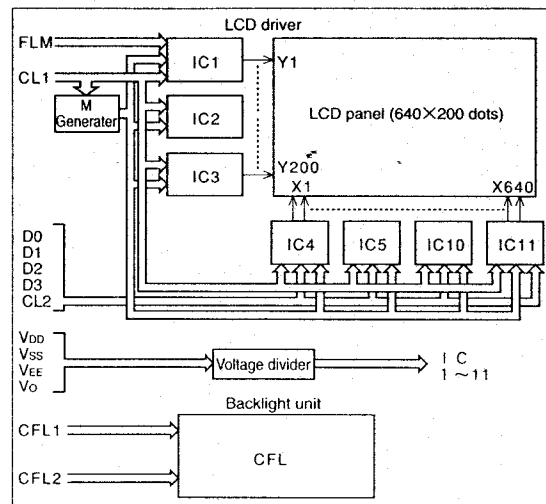 LCD driver
FLM
IC1
Y1
CL1
M
Generater
IC2
LCD panel (640×200 dots)
IC3
Y200
X1
X640
D0
D1
D2
D3
CL2
IC4
IC5
IC10
IC11
VDD
VSS
VEE
VO
Voltage divider
I C
1 ~11
Backlight unit
CFL1
CFL
CFL2